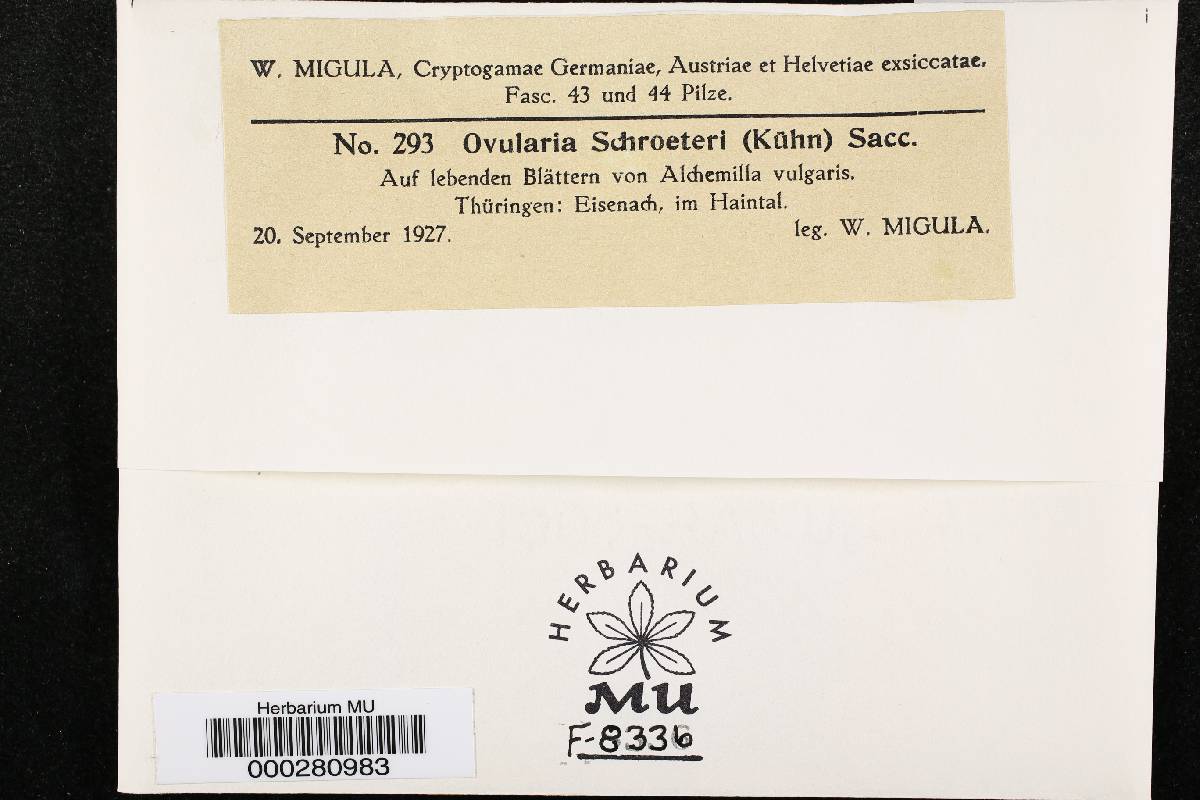 W. MIGULA, Cryptogamae Germaniae, Austriae et Helvetiae exsiccatae.
Fasc. 43 und 44 Pilze.
No. 293 Ovularia Schroeteri (Kühn) Sacc.
Auf lebenden Blättern von Alchemilla vulgaris.
Thüringen: Eisenach, im Haintal.
20. September 1927. leg. W. MIGULA.
HERBARIUM
MU
F-8336
Herbarium MU
000280983